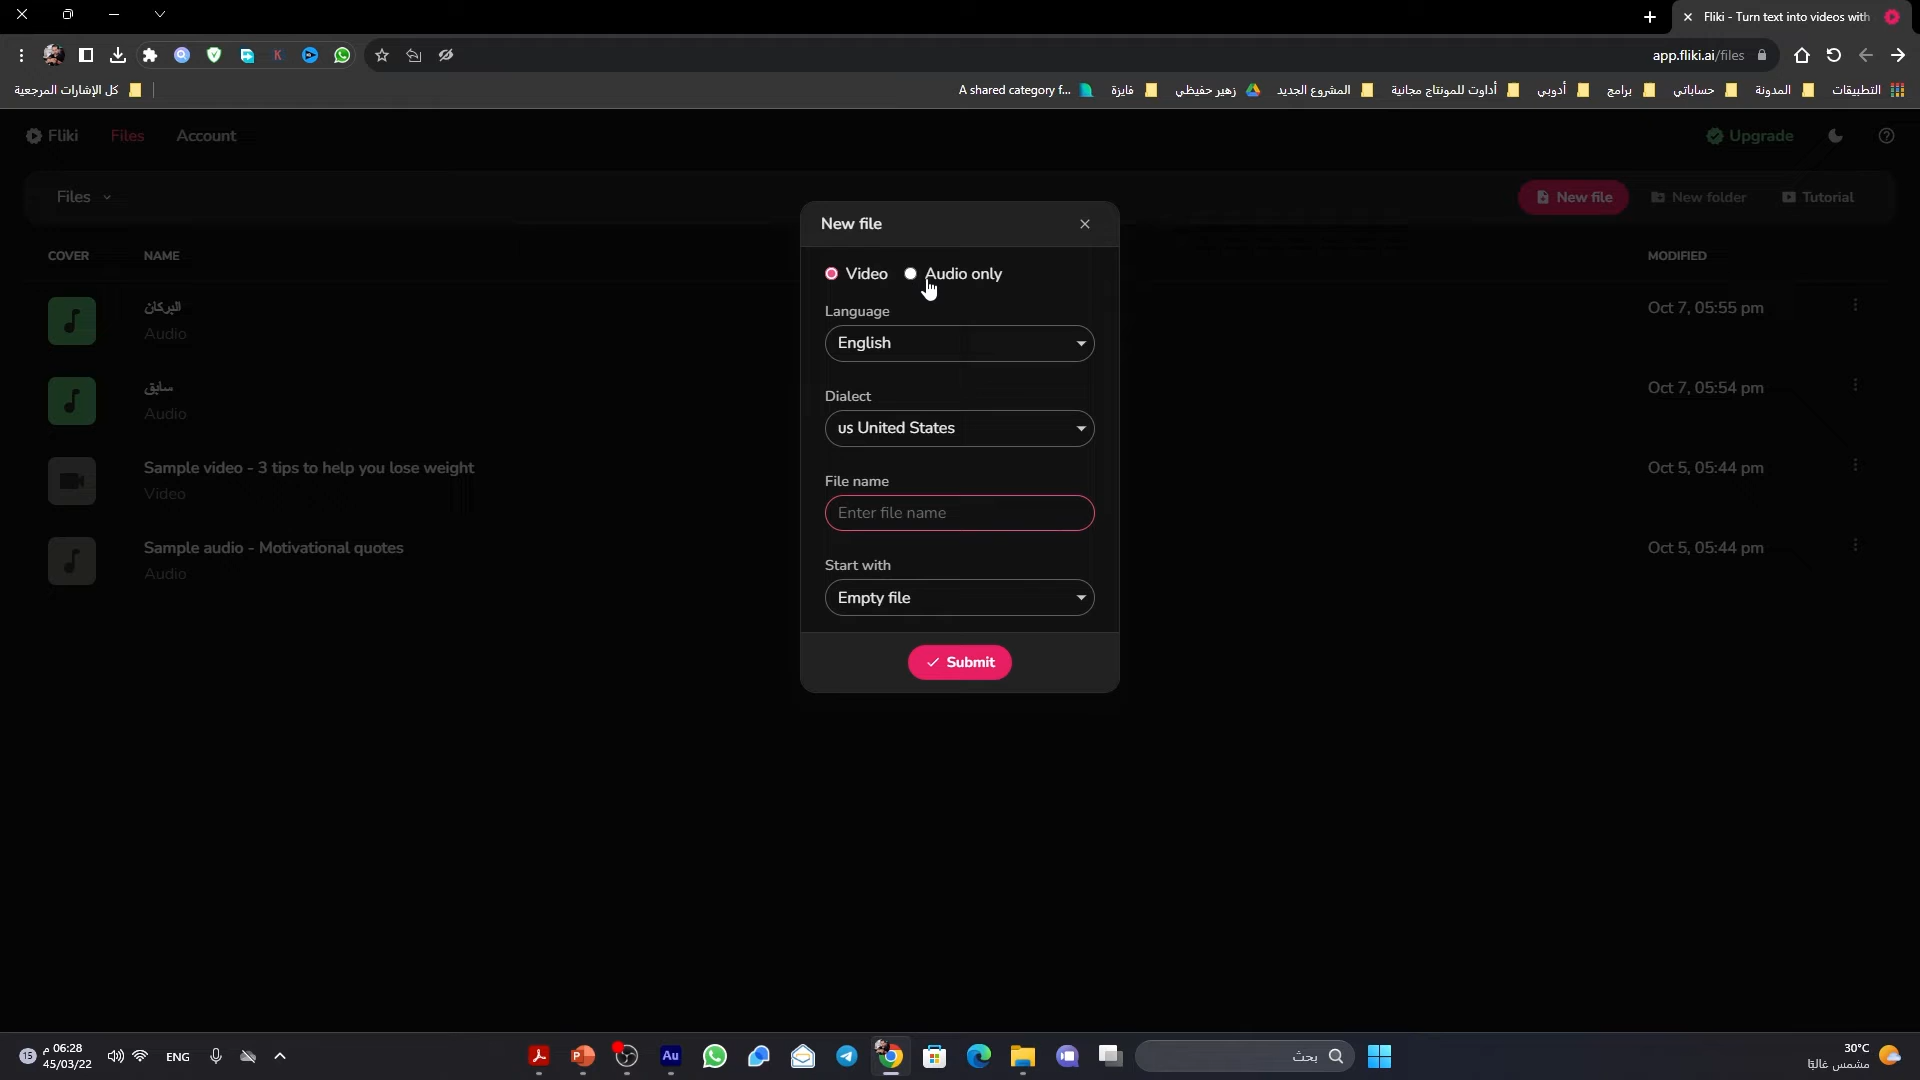 Fliki - Turn text into videos with
app.fliki.ai/files
التطبيقات
المدونة
حساباتي
برامج
أدوبي
أداوت للمونتاج مجانية
المشروع الجديد
زهير حفيظي
فايزة
A shared category f...
كل الإشارات المرجعية
Fliki Files Account
Upgrade
Files
New file New folder Tutorial
COVER NAME MODIFIED
البركان Oct 7, 05:55 pm
Audio
سابق Oct 7, 05:54 pm
Audio
Sample video - 3 tips to help you lose weight Oct 5, 05:44 pm
Video
Sample audio - Motivational quotes Oct 5, 05:44 pm
Audio
New file
Video Audio only
Language
English
Dialect
us United States
File name
Enter file name
Start with
Empty file
Submit
15
06:28 م
45/03/22
ENG
Au
بحث
30°C
مشمس غالبًا